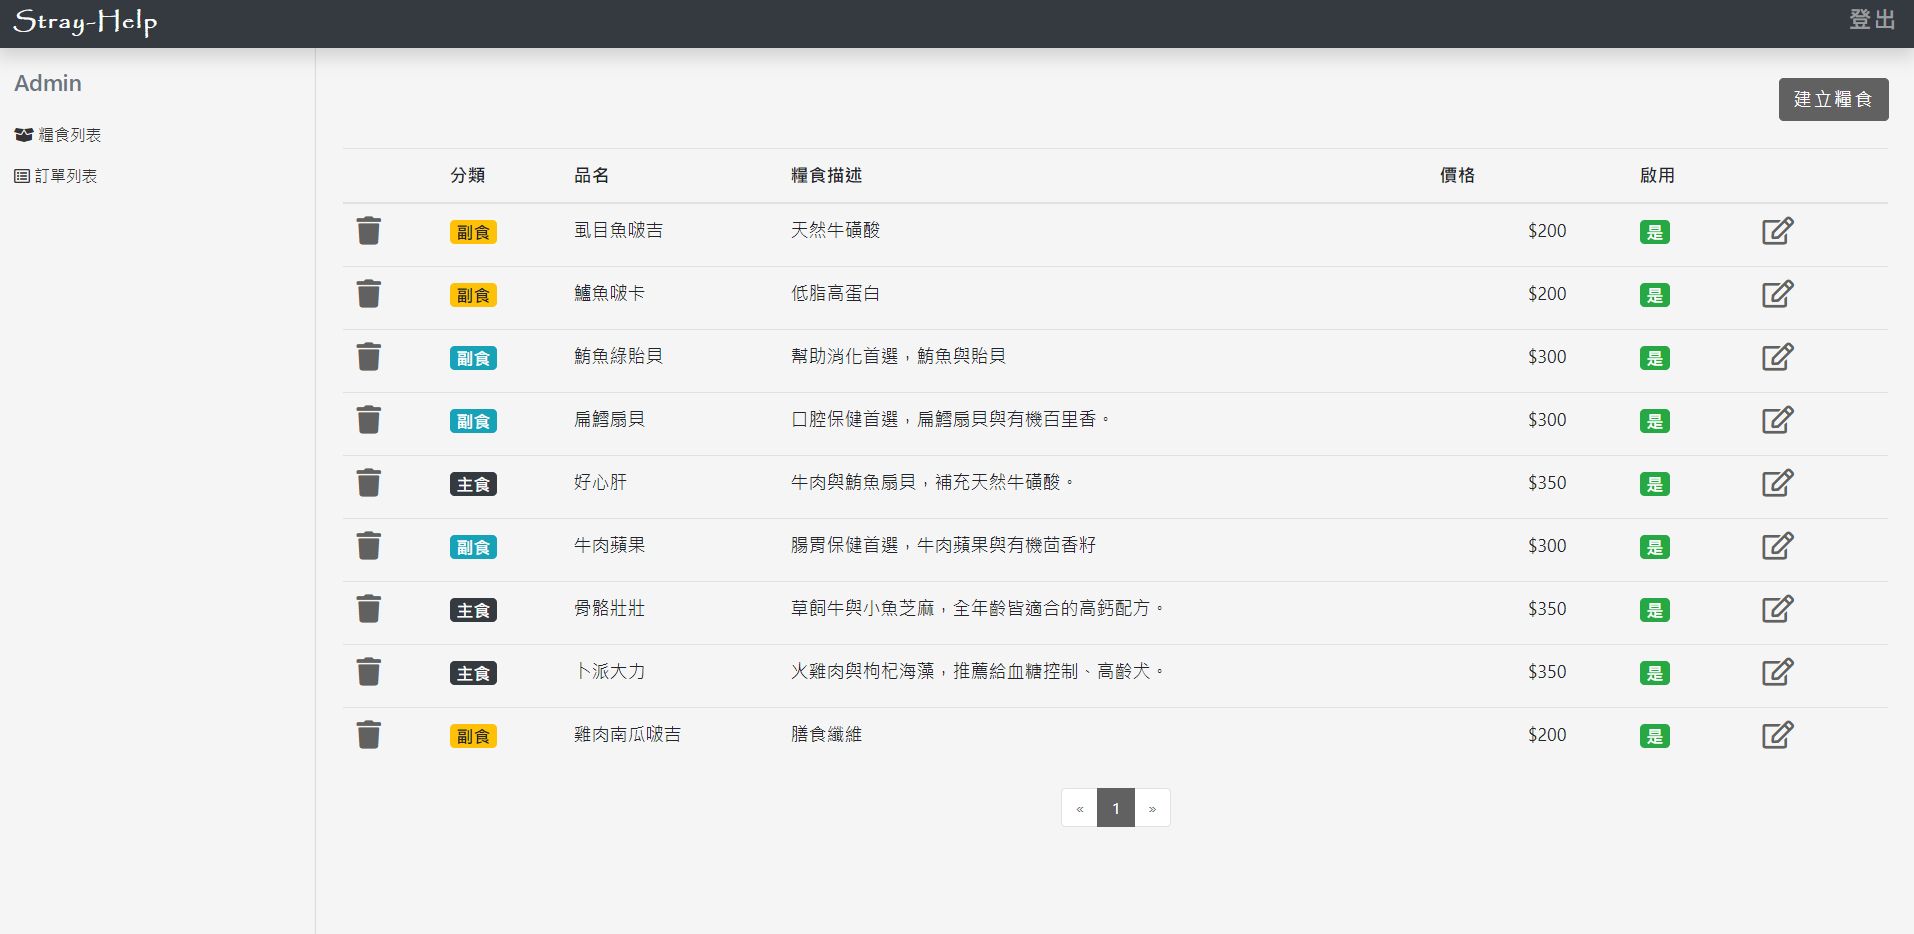 Stray-Help 登出
Admin
糧食列表
訂單列表
建立糧食
分類 品名 糧食描述 價格 啟用
副食 虱目魚啵吉 天然牛磺酸 $200 是
副食 鱸魚啵卡 低脂高蛋白 $200 是
副食 鮪魚綠貽貝 幫助消化首選，鮪魚與貽貝 $300 是
副食 扁鱈扇貝 口腔保健首選，扁鱈扇貝與有機百里香。 $300 是
主食 好心肝 牛肉與鮪魚扇貝，補充天然牛磺酸。 $350 是
副食 牛肉蘋果 腸胃保健首選，牛肉蘋果與有機茴香籽 $300 是
主食 骨骼壯壯 草飼牛與小魚芝麻，全年齡皆適合的高鈣配方。 $350 是
主食 卜派大力 火雞肉與枸杞海藻，推薦給血糖控制、高齡犬。 $350 是
副食 雞肉南瓜啵吉 膳食纖維 $200 是
« 1 »